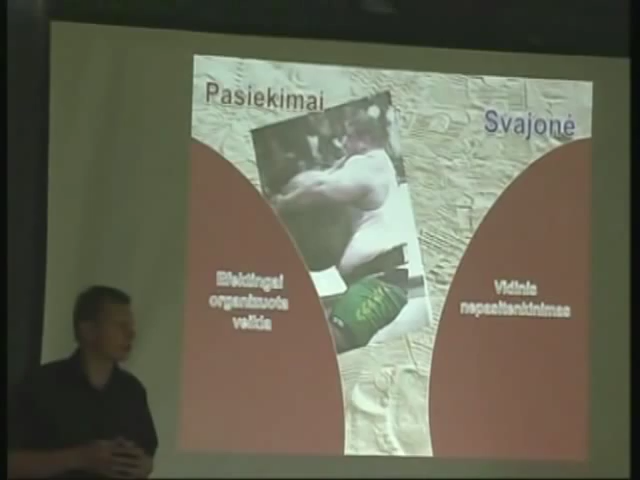 Pasiekimai
Svajonė
Efektingai
organizuota
veikla
Vidinis
nepasitenkinimas